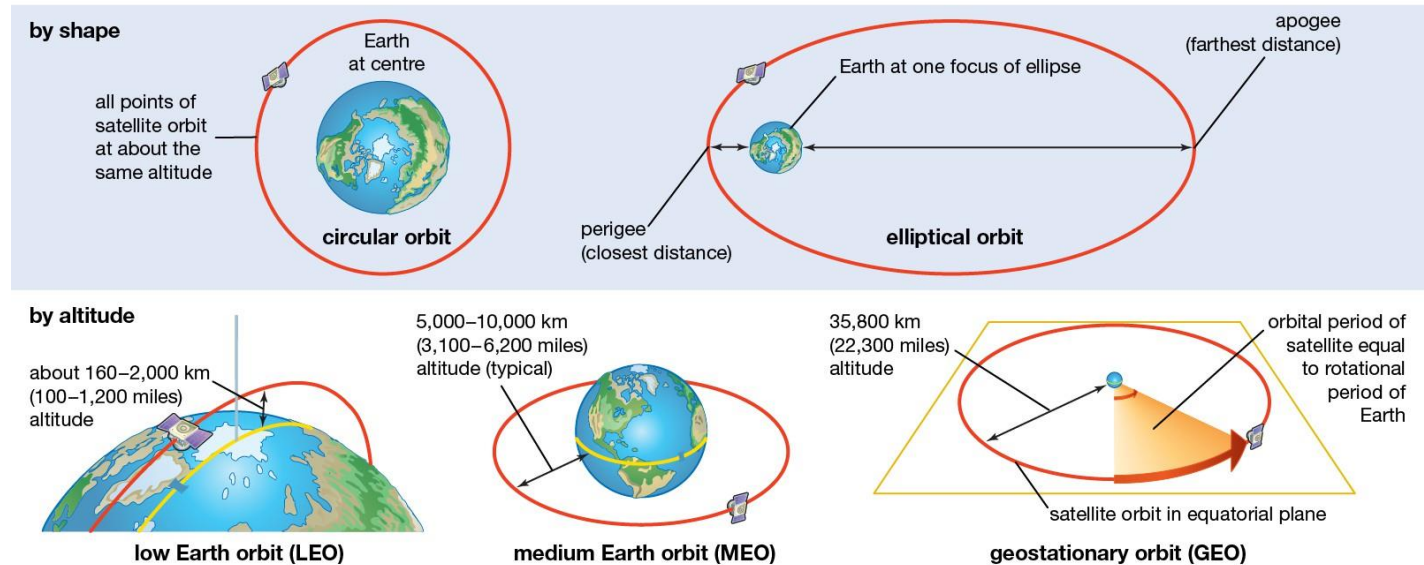 by shape
Earth
at centre
all points of
satellite orbit
at about the
same altitude
circular orbit
apogee
(farthest distance)
Earth at one focus of ellipse
perigee
(closest distance)
elliptical orbit
by altitude
about 160–2,000 km
(100–1,200 miles)
altitude
low Earth orbit (LEO)
5,000–10,000 km
(3,100–6,200 miles)
altitude (typical)
medium Earth orbit (MEO)
35,800 km
(22,300 miles)
altitude
orbital period of
satellite equal
to rotational
period of
Earth
satellite orbit in equatorial plane
geostationary orbit (GEO)